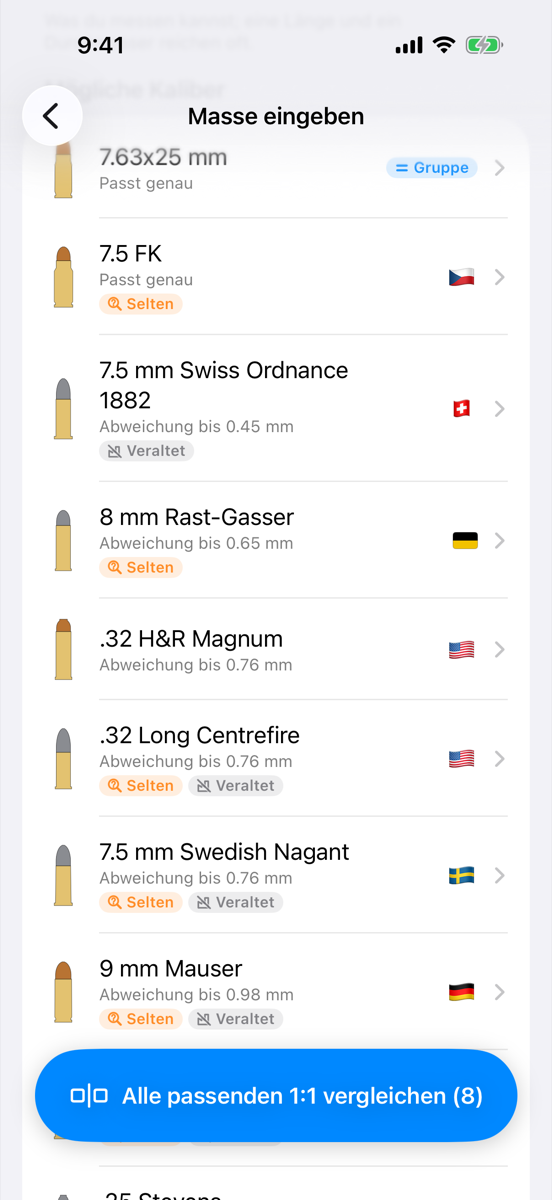 9:41
Mögliche Kaliber
Masse eingeben
7.63x25 mm
Passt genau
Gruppe
7.5 FK
Passt genau
Selten
7.5 mm Swiss Ordnance
1882
Abweichung bis 0.45 mm
Veraltet
8 mm Rast-Gasser
Abweichung bis 0.65 mm
Selten
.32 H&R Magnum
Abweichung bis 0.76 mm
.32 Long Centrefire
Abweichung bis 0.76 mm
Selten Veraltet
7.5 mm Swedish Nagant
Abweichung bis 0.76 mm
Selten Veraltet
9 mm Mauser
Abweichung bis 0.98 mm
Selten Veraltet
Alle passenden 1:1 vergleichen (8)
.25 Stevens